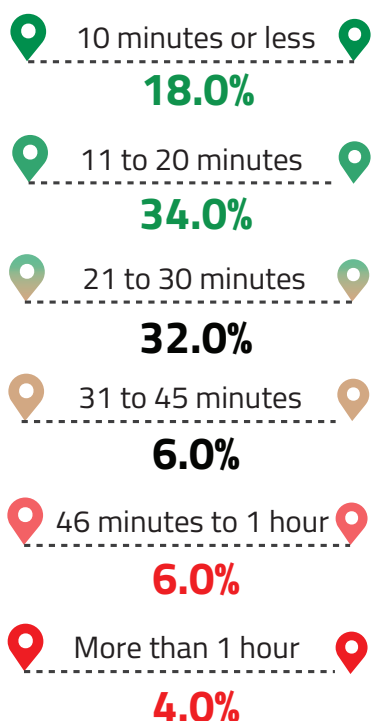 10 minutes or less
18.0%
11 to 20 minutes
34.0%
21 to 30 minutes
32.0%
31 to 45 minutes
6.0%
46 minutes to 1 hour
6.0%
More than 1 hour
4.0%